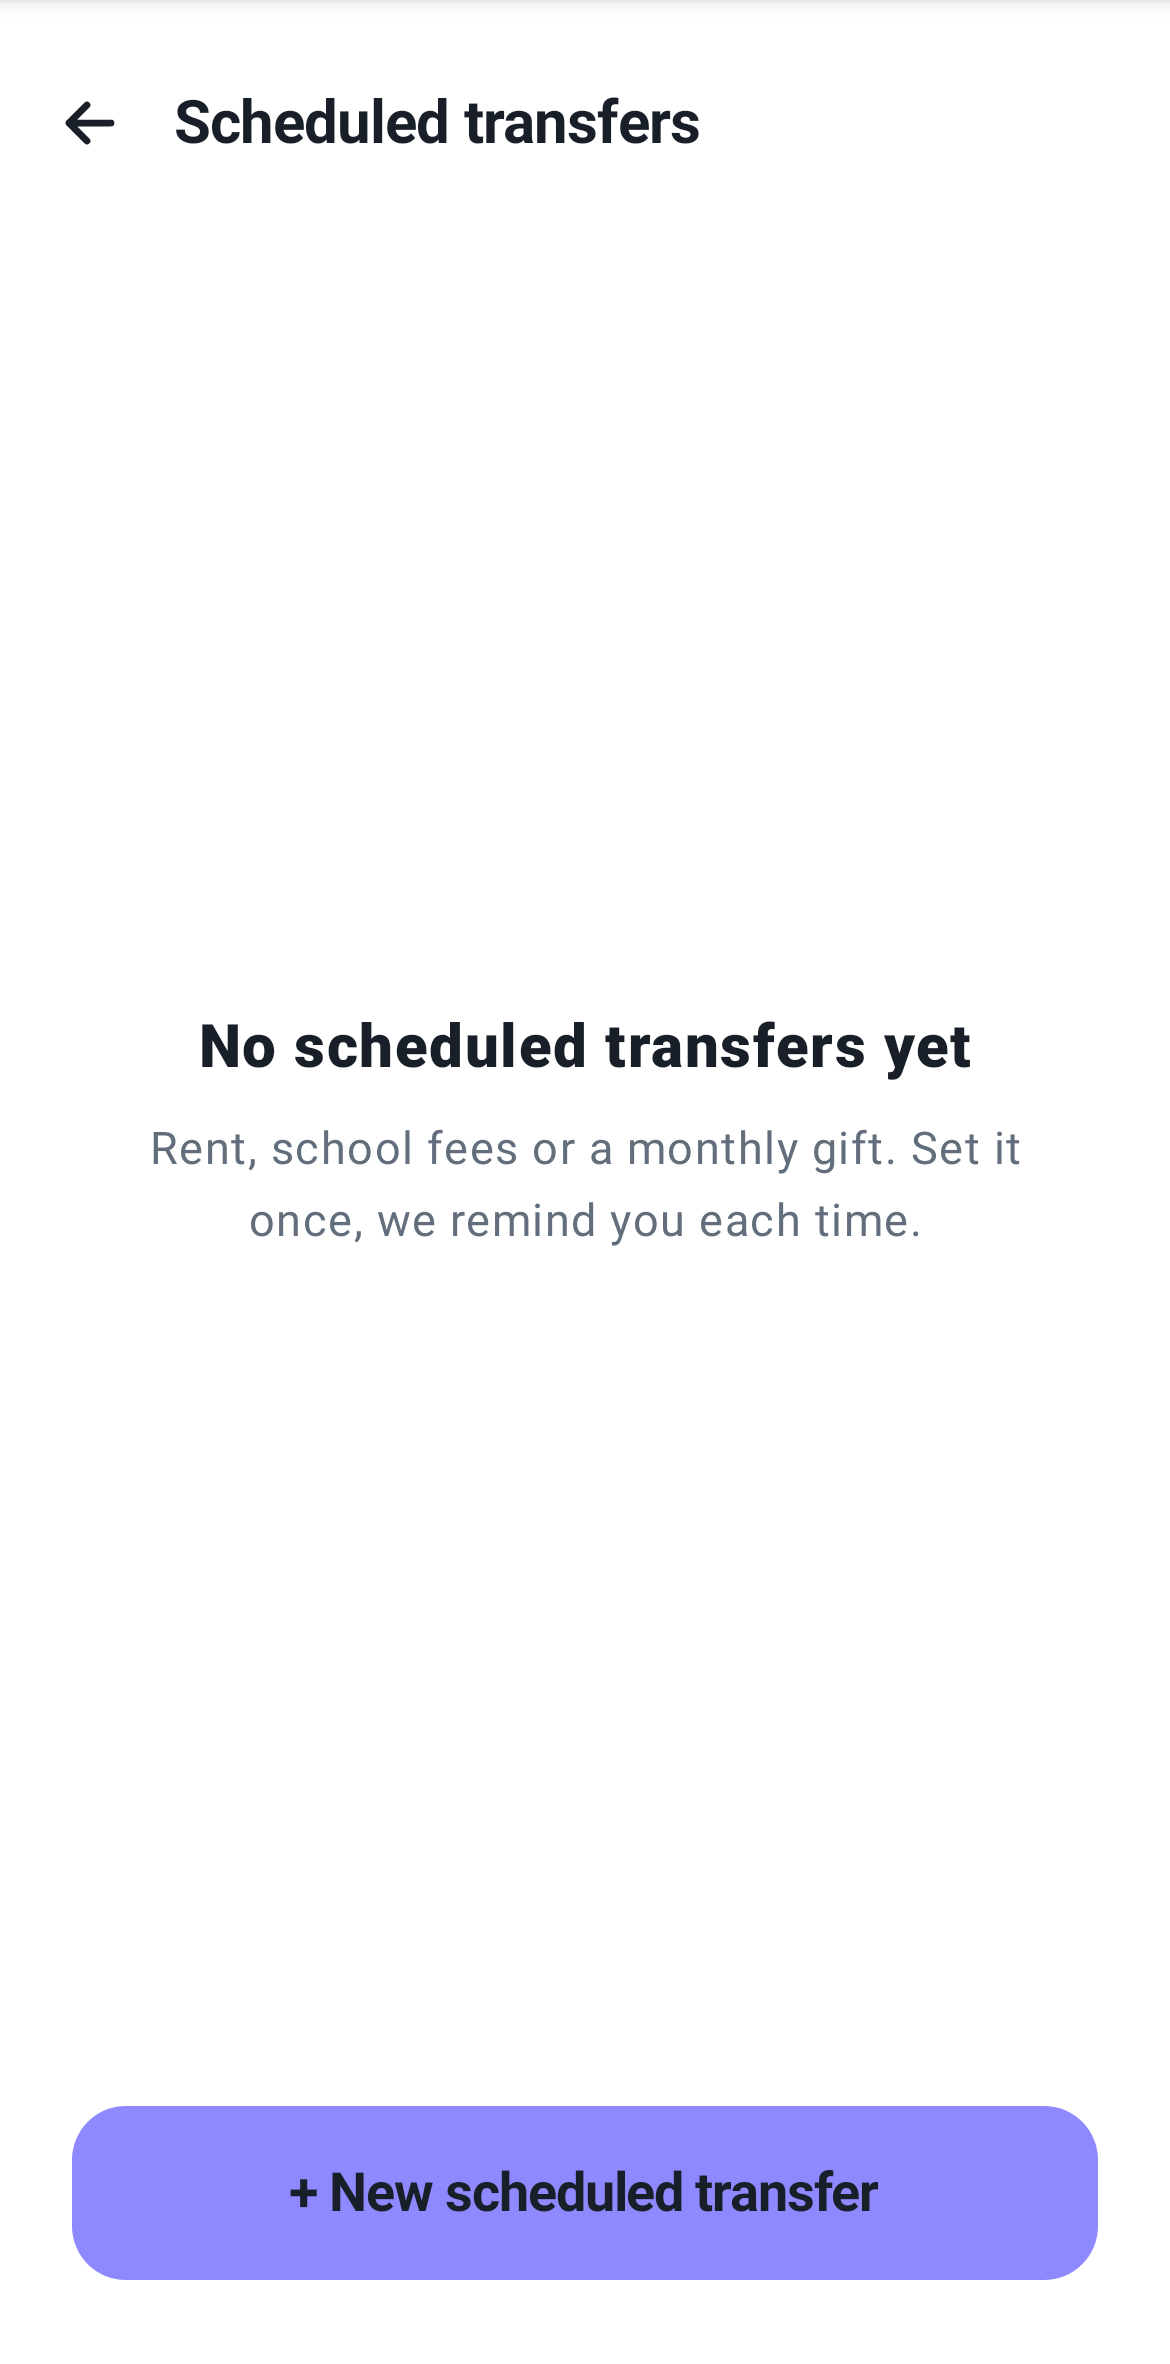 Scheduled transfers
No scheduled transfers yet
Rent, school fees or a monthly gift. Set it
once, we remind you each time.
+ New scheduled transfer